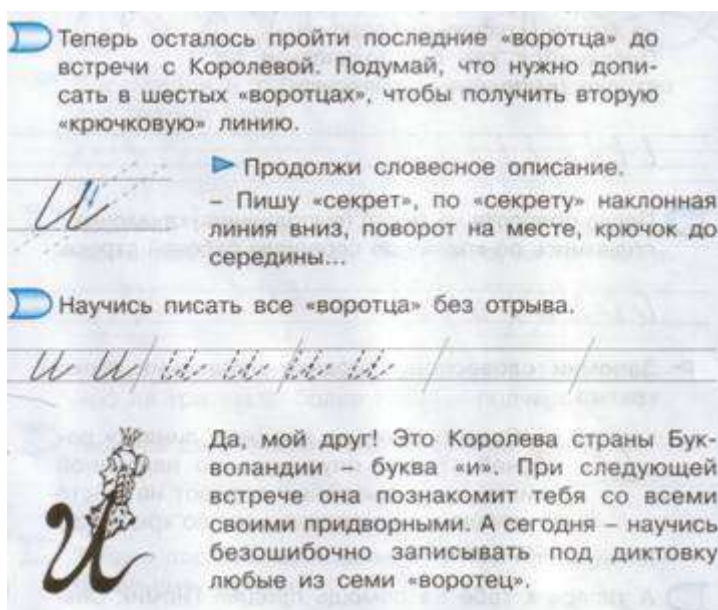 Теперь осталось пройти последние «воротца» до
встречи с Королевой. Подумай, что нужно допи-
сать в шестых «воротцах», чтобы получить вторую
«крючковую» линию.
Продолжи словесное описание.
– Пишу «секрет», по «секрету» наклонная
линия вниз, поворот на месте, крючок до
середины...
Научись писать все «воротца» без отрыва.
и и и и и и
Да, мой друг! Это Королева страны Бук-
воландии – буква «и». При следующей
встрече она познакомит тебя со всеми
своими придворными. А сегодня – научись
безошибочно записывать под диктовку
любые из семи «воротец».